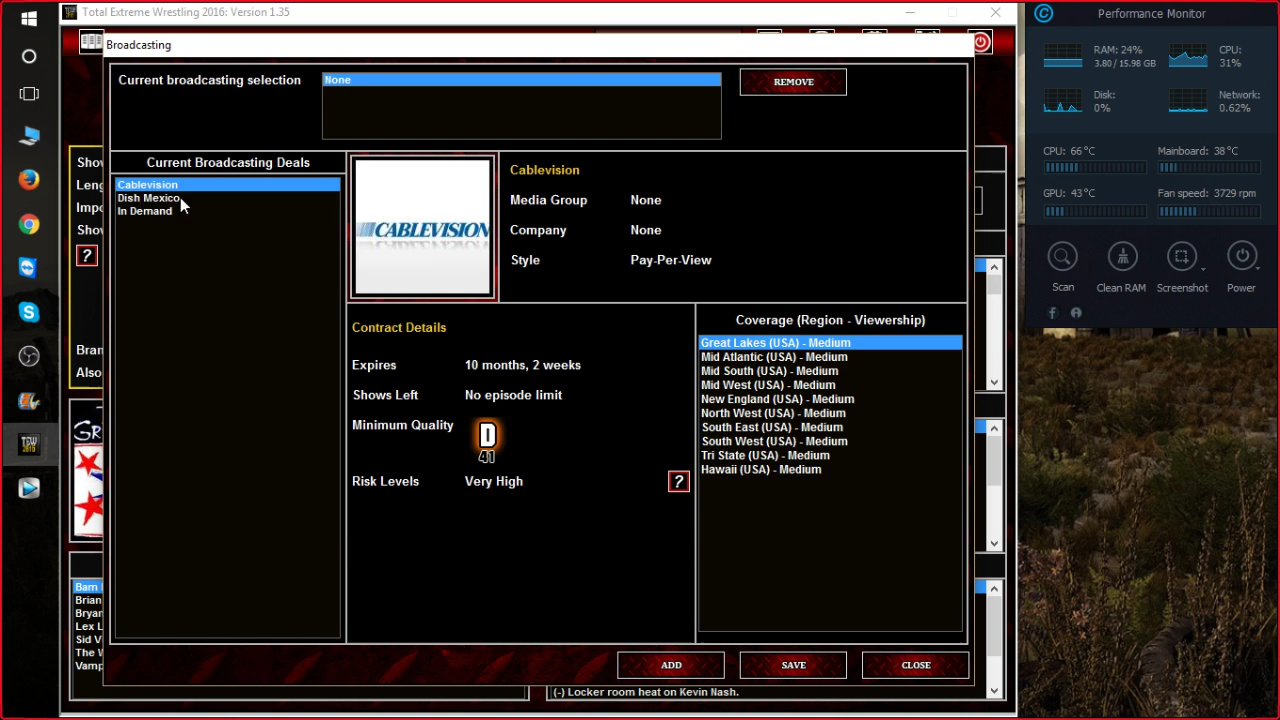 Total Extreme Wrestling 2016: Version 1.35
Broadcasting
Current broadcasting selection
None
REMOVE
Current Broadcasting Deals
Cablevision
Dish Mexico
In Demand
CABLEVISION
Cablevision
Media Group None
Company None
Style Pay-Per-View
Contract Details
Expires 10 months, 2 weeks
Shows Left No episode limit
Minimum Quality D
41
Risk Levels Very High
?
Coverage (Region - Viewership)
Great Lakes (USA) - Medium
Mid Atlantic (USA) - Medium
Mid South (USA) - Medium
Mid West (USA) - Medium
New England (USA) - Medium
North West (USA) - Medium
South East (USA) - Medium
South West (USA) - Medium
Tri State (USA) - Medium
Hawaii (USA) - Medium
ADD
SAVE
CLOSE
Show
Leng
Impo
Show
?
Bran
Also
Bam
Brian
Bryan
Lex L
Sid V
The W
Vamp
(-) Locker room heat on Kevin Nash.
TEW
2016
Performance Monitor
RAM: 24%
3.80 / 15.98 GB
CPU:
31%
Disk:
0%
Network:
0.62%
CPU: 66 °C
Mainboard: 38 °C
GPU: 43 °C
Fan speed: 3729 rpm
Scan
Clean RAM
Screenshot
Power